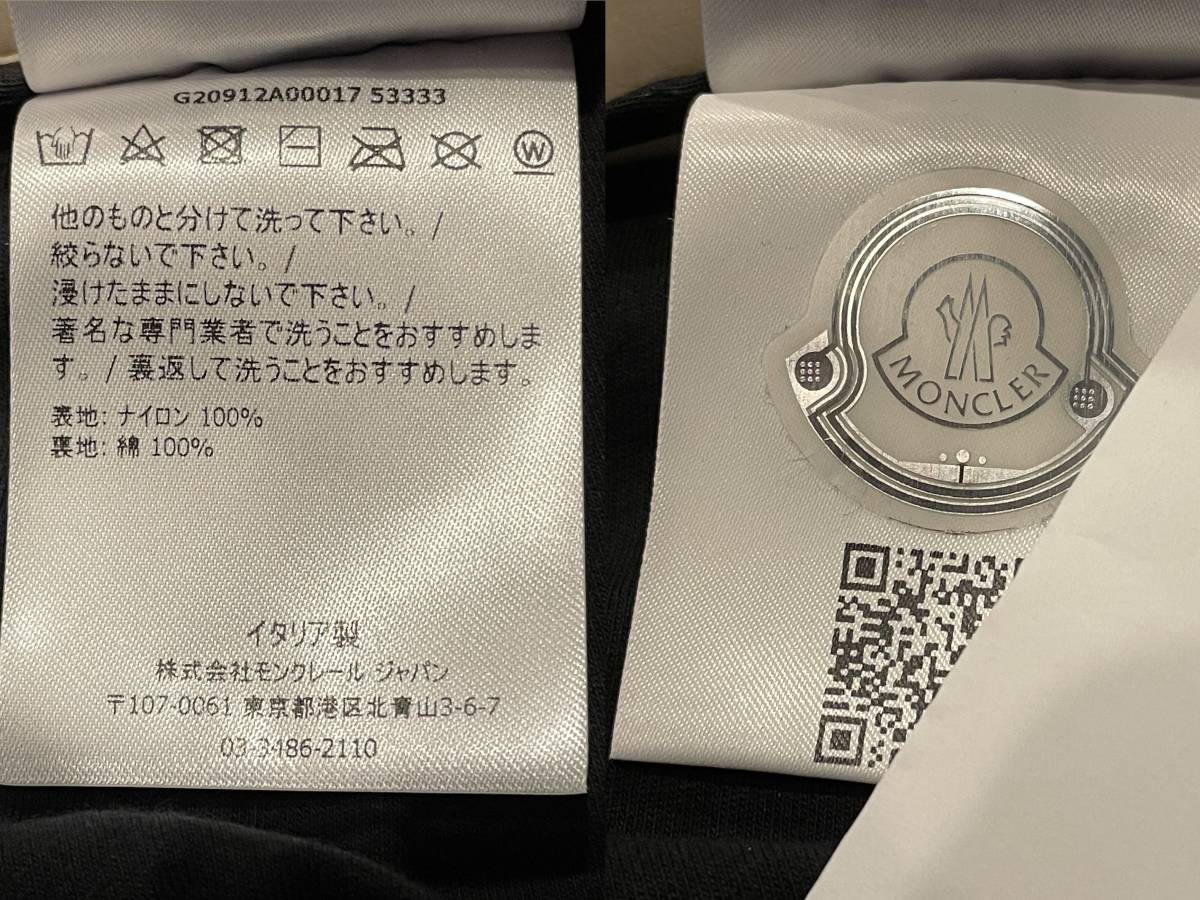 G20912A00017 53333
W
他のものと分けて洗って下さい。/
絞らないで下さい。/
浸けたままにしないで下さい。/
著名な専門業者で洗うことをおすすめしま
す。/ 裏返して洗うことをおすすめします。
表地: ナイロン 100%
裏地: 綿 100%
イタリア製
株式会社モンクレール ジャパン
〒107-0061 東京都港区北青山3-6-7
03-3486-2110
MONCLER